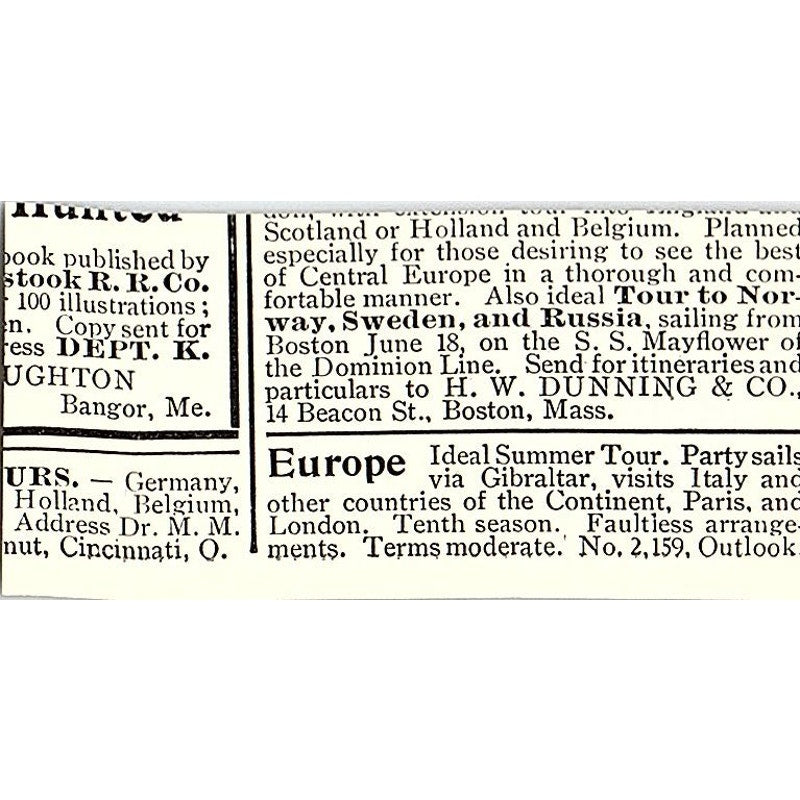 book published by
stook R. R. Co.
100 illustrations;
n. Copy sent for
ress DEPT. K.
UGHTON
Bangor, Me.
URS. — Germany,
Holland, Belgium,
Address Dr. M. M.
nut, Cincinnati, O.
Scotland or Holland and Belgium. Planned
especially for those desiring to see the best
of Central Europe in a thorough and com-
fortable manner. Also ideal Tour to Nor-
way, Sweden, and Russia, sailing from
Boston June 18, on the S. S. Mayflower of
the Dominion Line. Send for itineraries and
particulars to H. W. DUNNING & CO.,
14 Beacon St., Boston, Mass.
Europe Ideal Summer Tour. Party sails
via Gibraltar, visits Italy and
other countries of the Continent, Paris, and
London. Tenth season. Faultless arrange-
ments. Terms moderate. No. 2,159, Outlook.